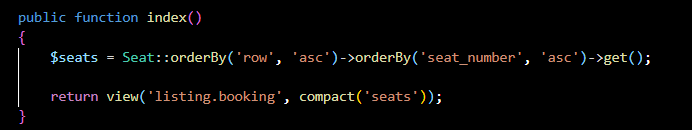 public function index()
{
    $seats = Seat::orderBy('row', 'asc')->orderBy('seat_number', 'asc')->get();
    return view('listing.booking', compact('seats'));
}